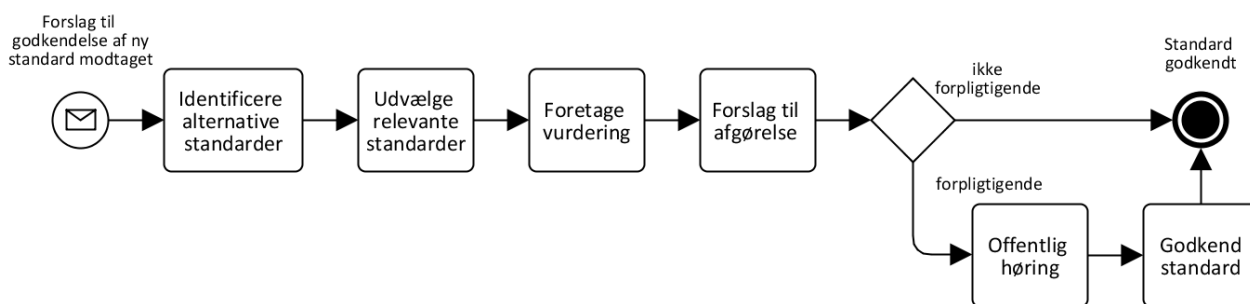 Forslag til
godkendelse af ny
standard modtaget
Identificere
alternative
standarder
Udvælge
relevante
standarder
Foretage
vurdering
Forslag til
afgørelse
ikke
forpligtigende
Standard
godkendt
forpligtigende
Offentlig
høring
Godkend
standard